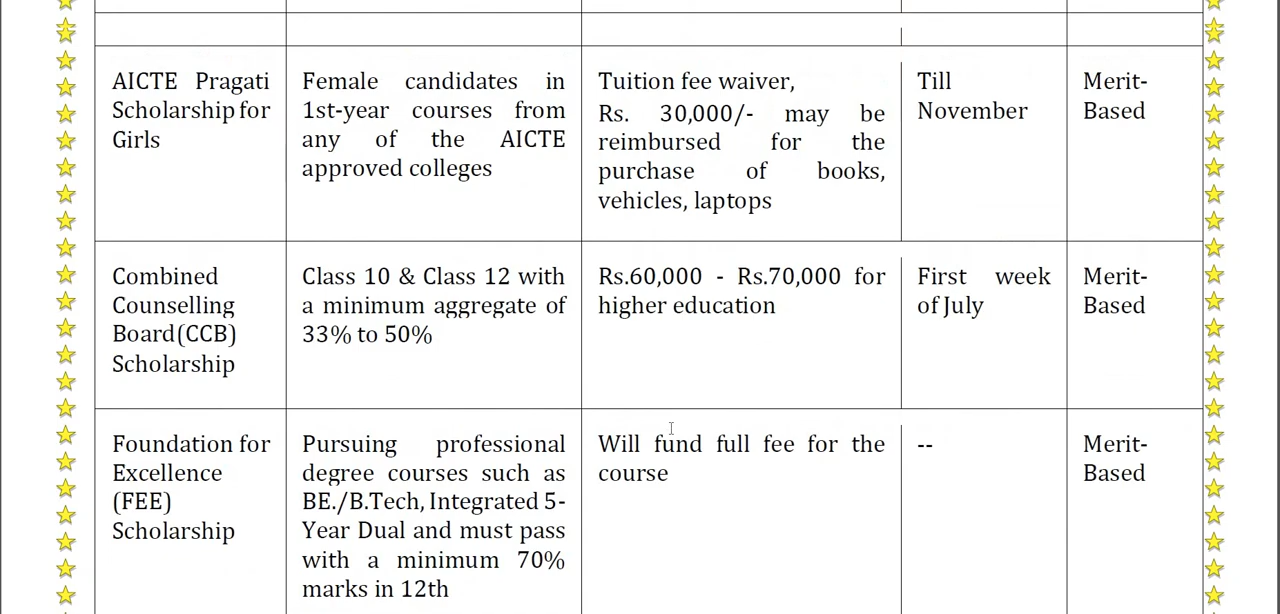 AICTE Pragati
Scholarship for
Girls
Female candidates in
1st-year courses from
any of the AICTE
approved colleges
Tuition fee waiver,
Rs. 30,000/- may be
reimbursed for the
purchase of books,
vehicles, laptops
Till
November
Merit-
Based
Combined
Counselling
Board(CCB)
Scholarship
Class 10 & Class 12 with
a minimum aggregate of
33% to 50%
Rs.60,000 - Rs.70,000 for
higher education
First week
of July
Merit-
Based
Foundation for
Excellence
(FEE)
Scholarship
Pursuing professional
degree courses such as
BE./B.Tech, Integrated 5-
Year Dual and must pass
with a minimum 70%
marks in 12th
Will fund full fee for the
course
--
Merit-
Based